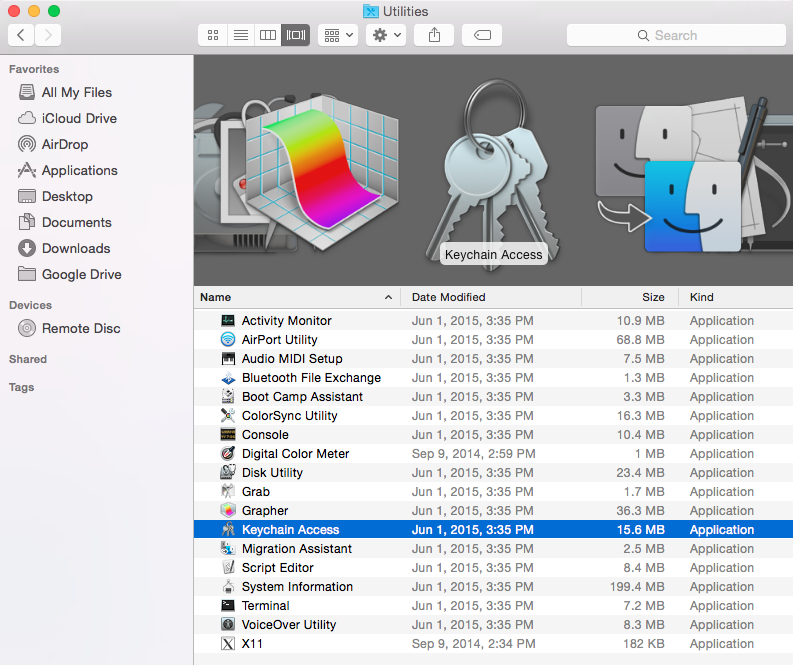 Utilities
Search
Favorites
All My Files
iCloud Drive
AirDrop
Applications
Desktop
Documents
Downloads
Google Drive
Devices
Remote Disc
Shared
Tags
Keychain Access
Name Date Modified Size Kind
Activity Monitor Jun 1, 2015, 3:35 PM 10.9 MB Application
AirPort Utility Jun 1, 2015, 3:35 PM 68.8 MB Application
Audio MIDI Setup Jun 1, 2015, 3:35 PM 7.5 MB Application
Bluetooth File Exchange Jun 1, 2015, 3:35 PM 1.3 MB Application
Boot Camp Assistant Jun 1, 2015, 3:35 PM 3.3 MB Application
ColorSync Utility Jun 1, 2015, 3:35 PM 16.3 MB Application
Console Jun 1, 2015, 3:35 PM 10.4 MB Application
Digital Color Meter Sep 9, 2014, 2:59 PM 1 MB Application
Disk Utility Jun 1, 2015, 3:35 PM 23.4 MB Application
Grab Jun 1, 2015, 3:35 PM 1.7 MB Application
Grapher Jun 1, 2015, 3:35 PM 36.3 MB Application
Keychain Access Jun 1, 2015, 3:35 PM 15.6 MB Application
Migration Assistant Jun 1, 2015, 3:35 PM 2.5 MB Application
Script Editor Jun 1, 2015, 3:35 PM 8.4 MB Application
System Information Jun 1, 2015, 3:35 PM 199.4 MB Application
Terminal Jun 1, 2015, 3:35 PM 7.2 MB Application
VoiceOver Utility Jun 1, 2015, 3:35 PM 8.3 MB Application
X11 Sep 9, 2014, 2:34 PM 182 KB Application